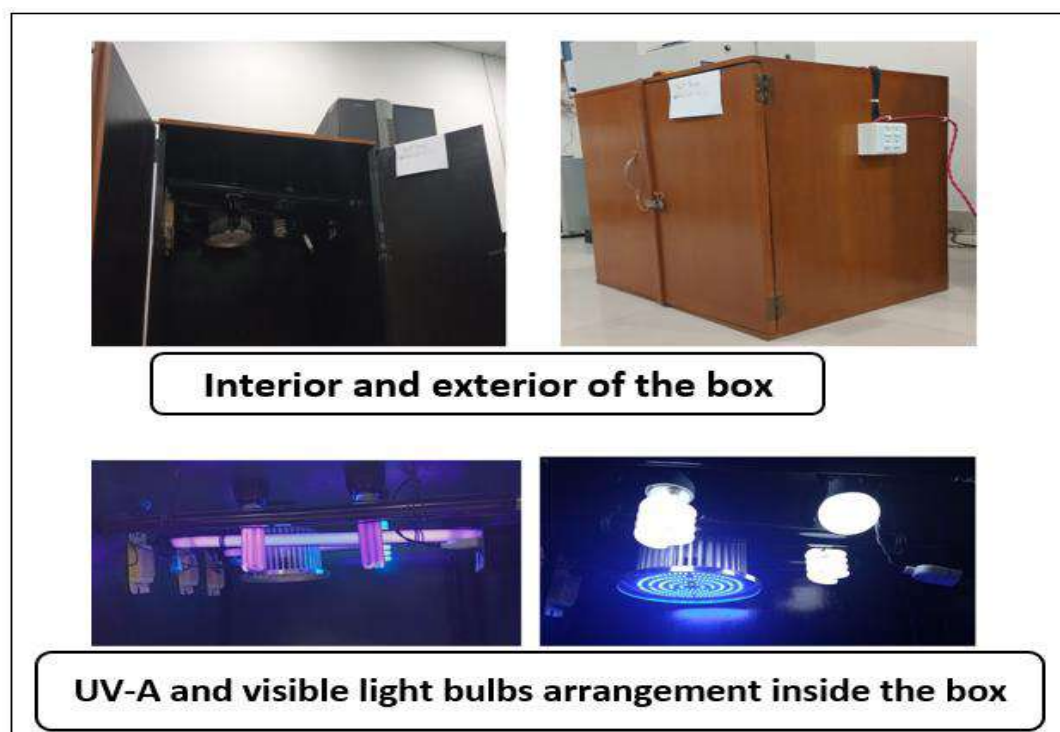 Interior and exterior of the box
UV-A and visible light bulbs arrangement inside the box